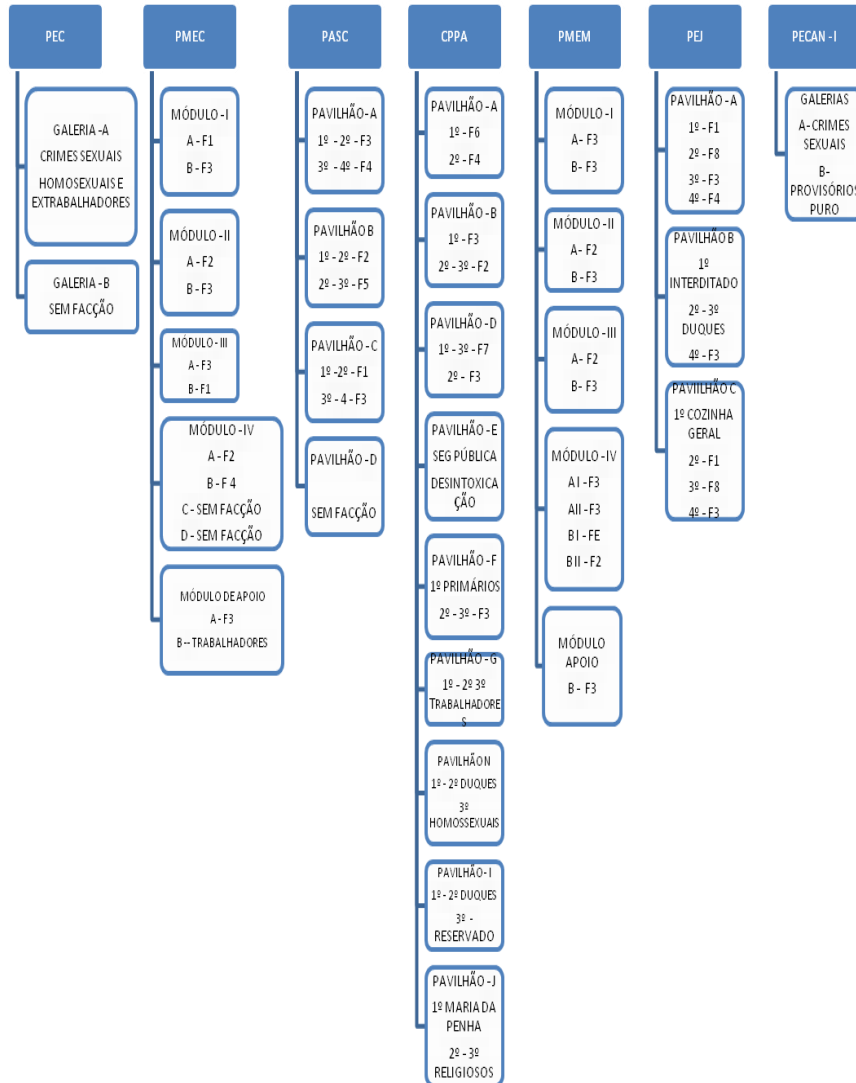 PEC
GALERIA -A
CRIMES SEXUAIS
HOMOSEXUAIS E
EXTRABALHADORES
GALERIA - B
SEM FACÇÃO
PMEC
MÓDULO - I
A - F1
B - F3
MÓDULO - II
A - F2
B - F3
MÓDULO - III
A - F3
B - F1
MÓDULO - IV
A - F2
B - F 4
C - SEM FACÇÃO
D - SEM FACÇÃO
MÓDULO DE APOIO
A - F3
B -- TRABALHADORES
PASC
PAVILHÃO - A
1º - 2º - F3
3º - 4º - F4
PAVILHÃO B
1º - 2º - F2
2º - 3º - F5
PAVILHÃO - C
1º -2º - F1
3º - 4 - F3
PAVILHÃO - D
SEM FACÇÃO
CPPA
PAVILHÃO - A
1º - F6
2º - F4
PAVILHÃO - B
1º - F3
2º - 3º - F2
PAVILHÃO - D
1º - 3º - F7
2º - F3
PAVILHÃO - E
SEG PÚBLICA
DESINTOXICA
ÇÃO
PAVILHÃO - F
1º PRIMÁRIOS
2º - 3º - F3
PAVILHÃO - G
1º - 2º 3º
TRABALHADORE
S
PAVILHÃO N
1º - 2º DUQUES
3º
HOMOSSEXUAIS
PAVILHÃO - I
1º - 2º DUQUES
3º -
RESERVADO
PAVILHÃO - J
1º MARIA DA
PENHA
2º - 3º
RELIGIOSOS
PMEM
MÓDULO - I
A - F3
B - F3
MÓDULO - II
A - F2
B - F3
MÓDULO - III
A - F2
B - F3
MÓDULO - IV
A I - F3
AII - F3
B I - FE
B II - F2
MÓDULO
APOIO
B - F3
PEJ
PAVILHÃO - A
1º - F1
2º - F8
3º - F3
4º - F4
PAVILHÃO B
1º
INTERDITADO
2º - 3º
DUQUES
4º - F3
PAVIILHÃO C
1º COZINHA
GERAL
2º - F1
3º - F8
4º - F3
PECAN - I
GALERIAS
A- CRIMES
SEXUAIS
B-
PROVISÓRIOS
PURO